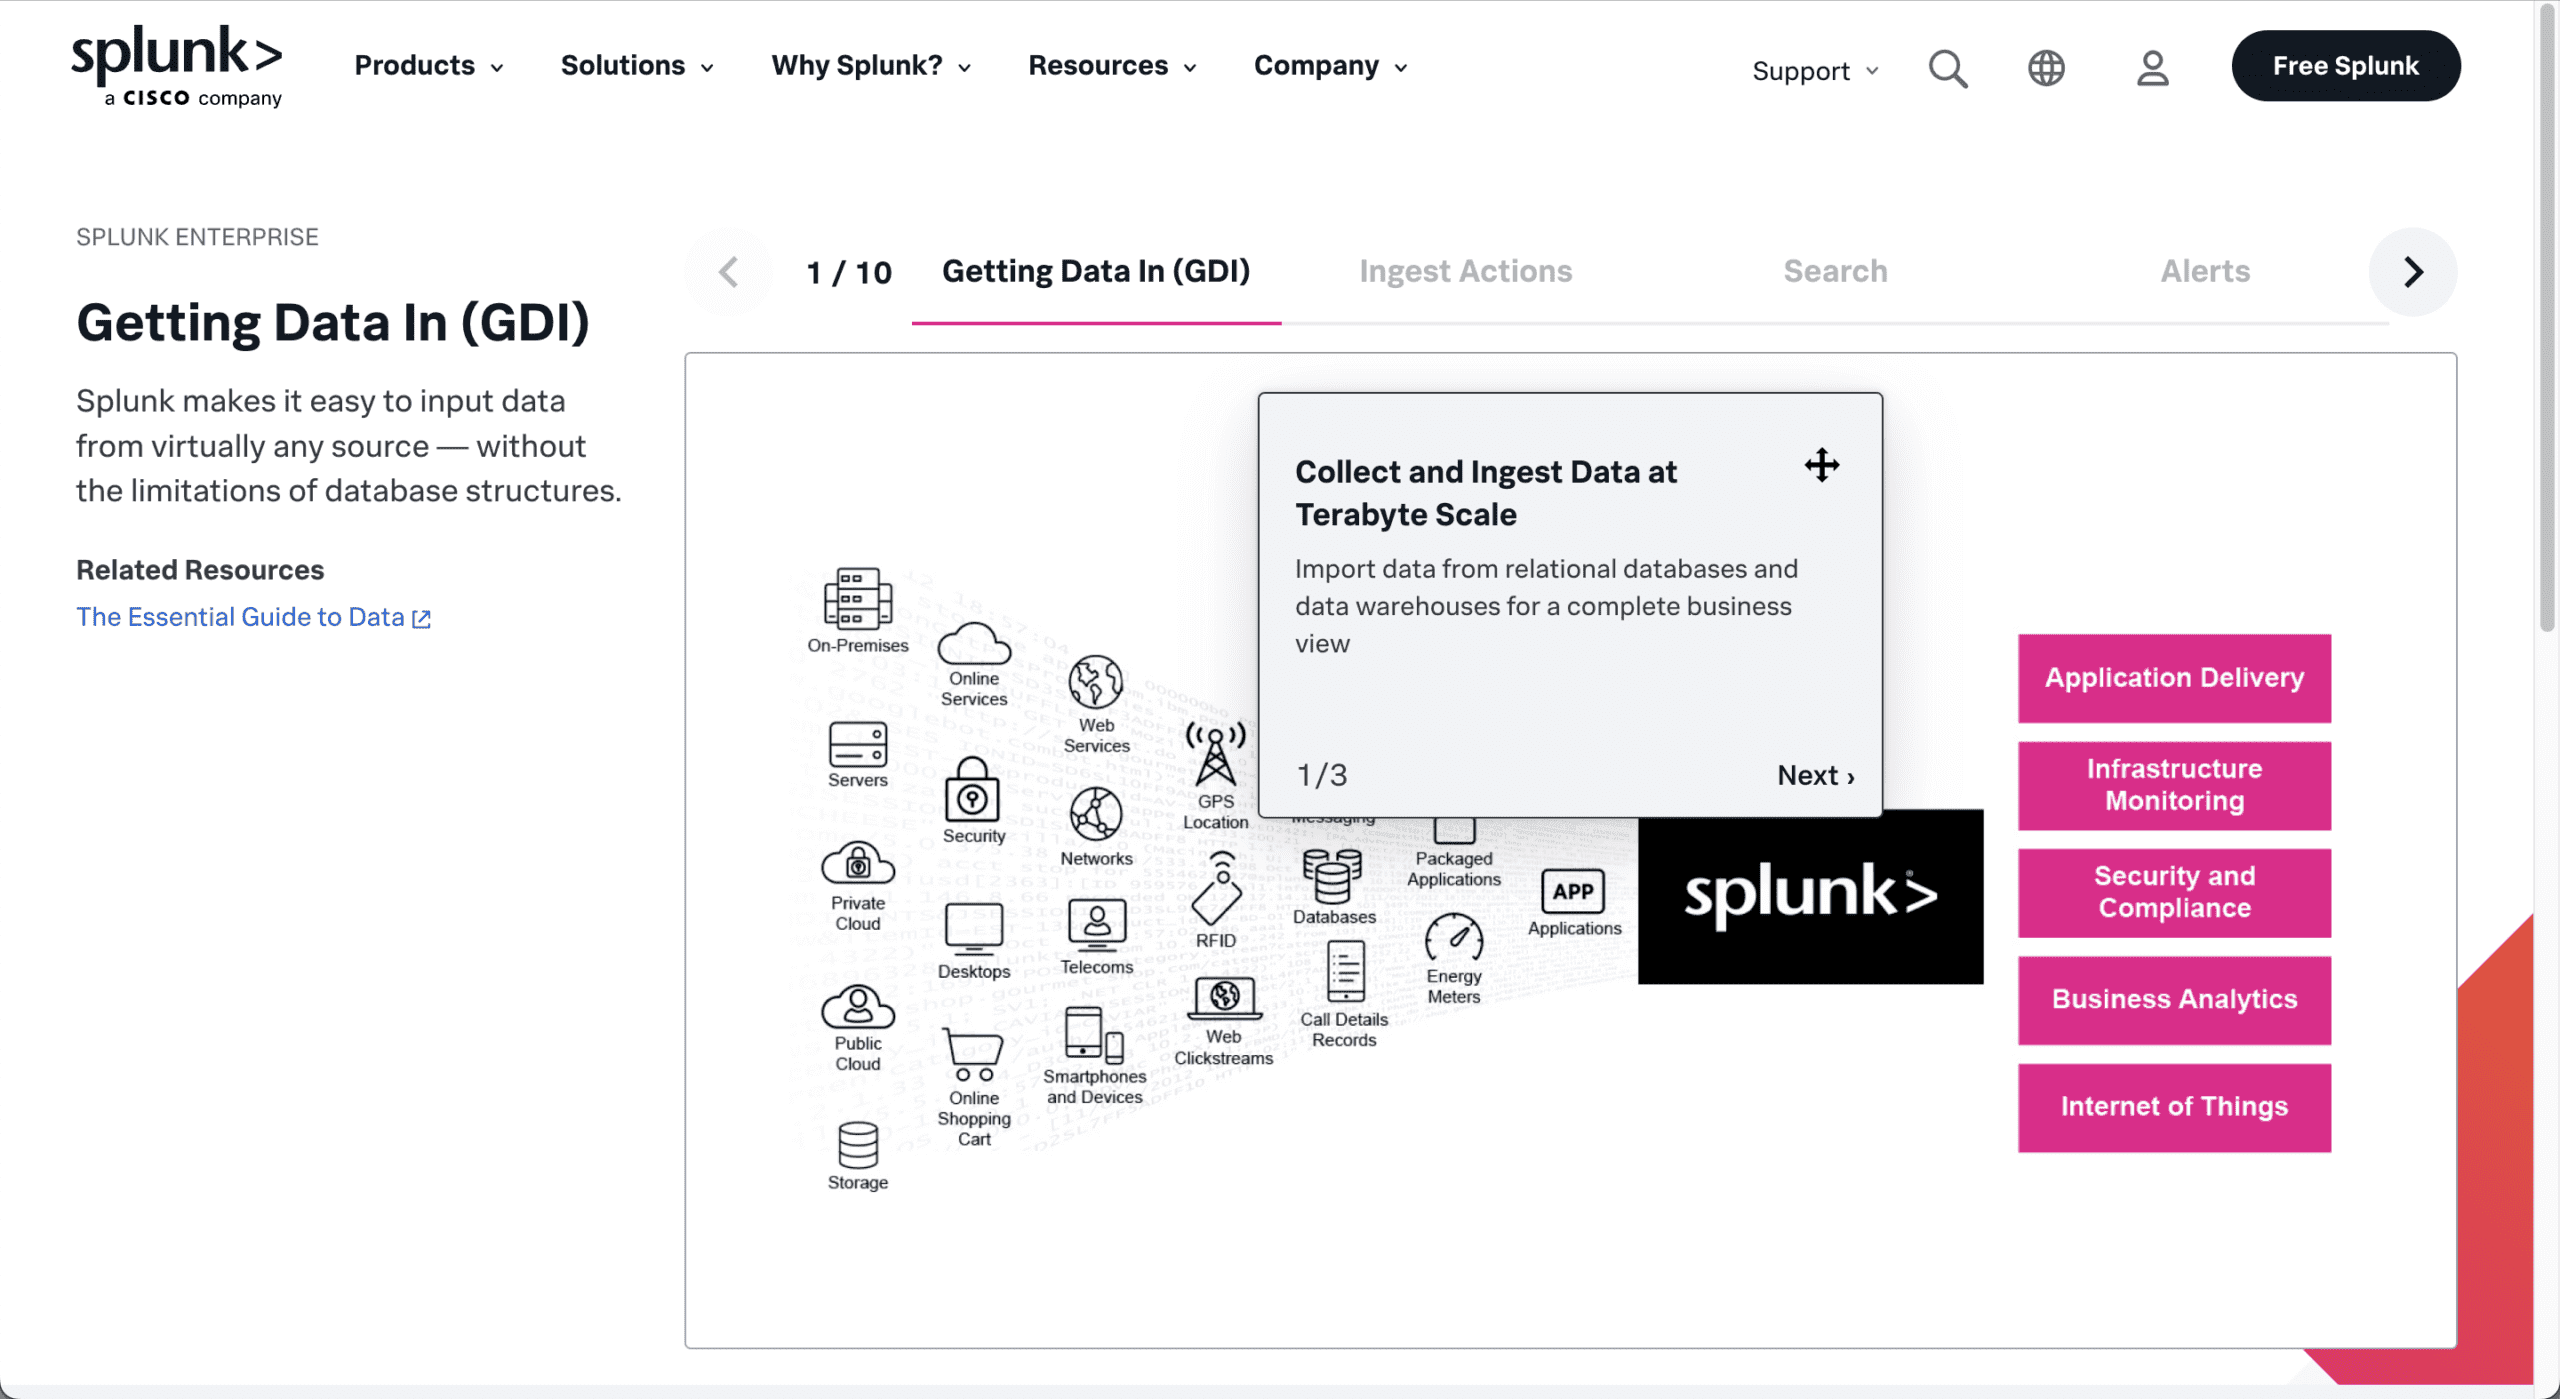 splunk>
a CISCO company
Products
Solutions
Why Splunk?
Resources
Company
Support
Free Splunk
SPLUNK ENTERPRISE
Getting Data In (GDI)
Splunk makes it easy to input data
from virtually any source — without
the limitations of database structures.
Related Resources
The Essential Guide to Data
1 / 10
Getting Data In (GDI)
Ingest Actions
Search
Alerts
Collect and Ingest Data at
Terabyte Scale
Import data from relational databases and
data warehouses for a complete business
view
1/3
Next ›
On-Premises
Servers
Private
Cloud
Public
Cloud
Storage
Online
Services
Security
Desktops
Online
Shopping
Cart
Web
Services
Networks
Telecoms
Smartphones
and Devices
GPS
Location
RFID
Web
Clickstreams
Messaging
Databases
Call Details
Records
Packaged
Applications
Energy
Meters
APP
Applications
splunk>
Application Delivery
Infrastructure
Monitoring
Security and
Compliance
Business Analytics
Internet of Things